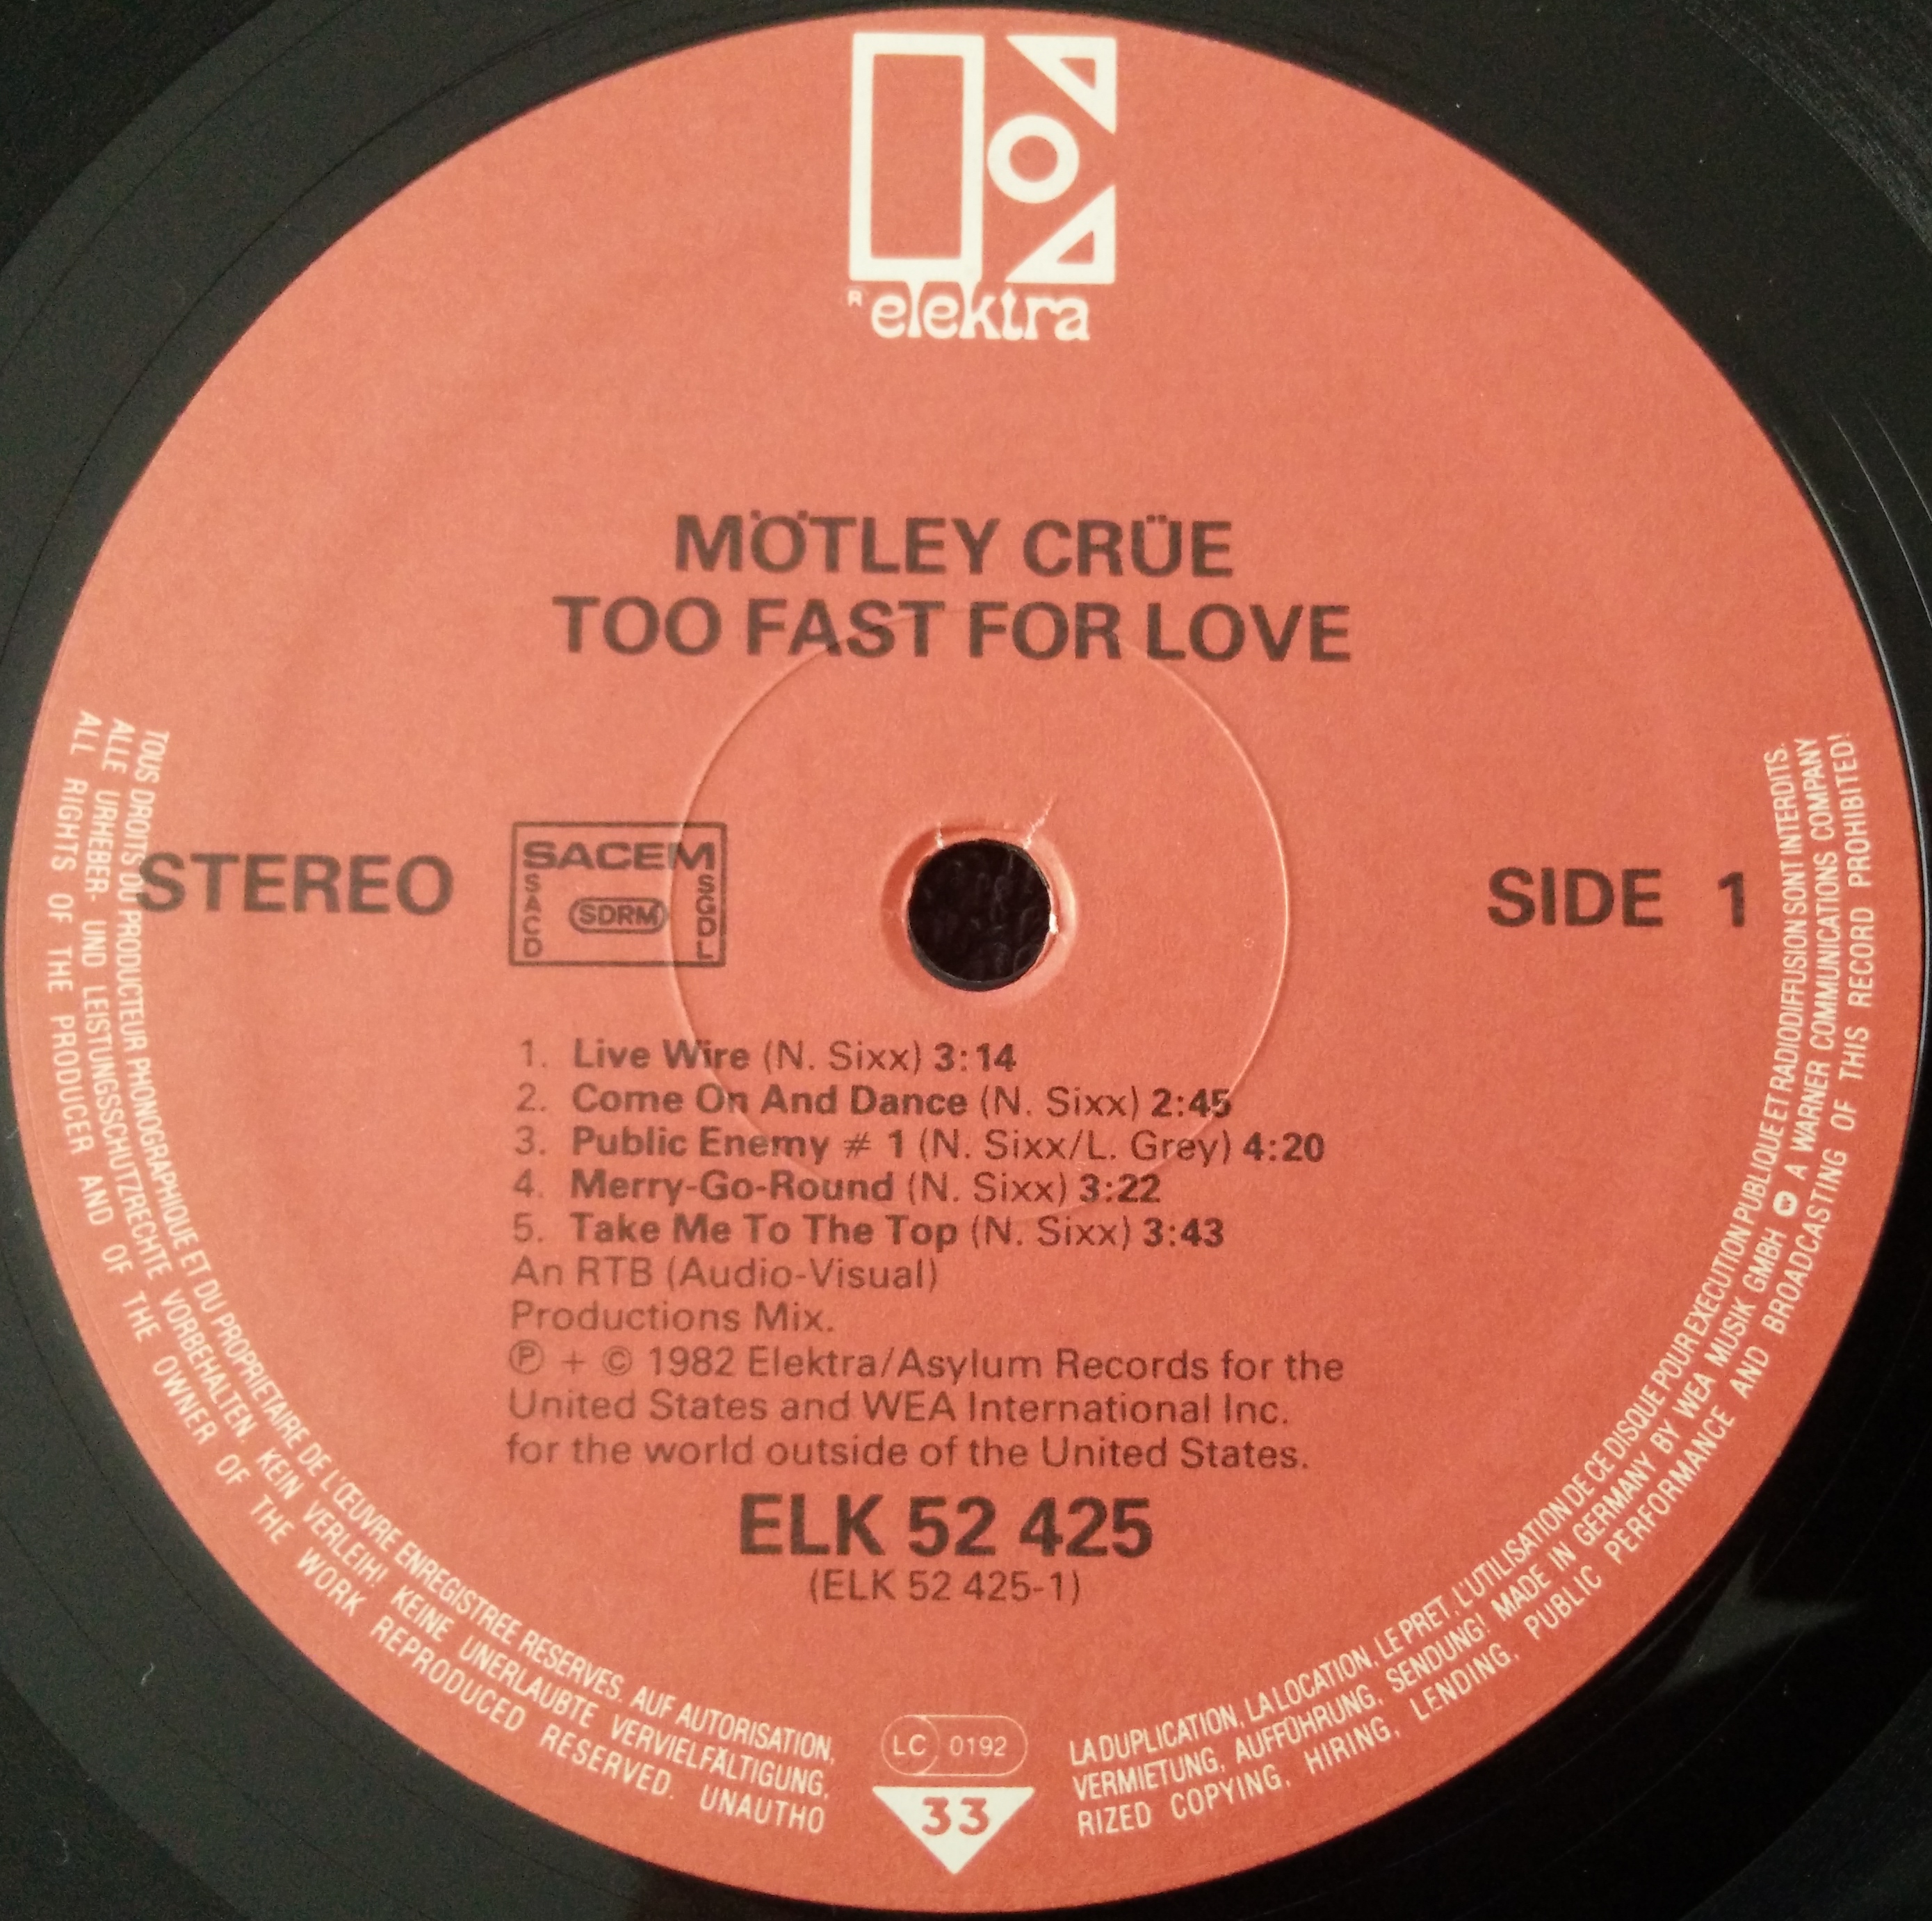 R elektra
MÖTLEY CRÜE
TOO FAST FOR LOVE
STEREO
SACEM
SACD
SDRM
SGDL
SIDE 1
1. Live Wire (N. Sixx) 3:14
2. Come On And Dance (N. Sixx) 2:45
3. Public Enemy # 1 (N. Sixx/L. Grey) 4:20
4. Merry-Go-Round (N. Sixx) 3:22
5. Take Me To The Top (N. Sixx) 3:43
An RTB (Audio-Visual)
Productions Mix.
Ⓟ + © 1982 Elektra/Asylum Records for the
United States and WEA International Inc.
for the world outside of the United States.
ELK 52 425
(ELK 52 425-1)
TOUS DROITS DU PRODUCTEUR PHONOGRAPHIQUE ET DU PROPRIETAIRE DE L'ŒUVRE ENREGISTREE RESERVES. AUF AUTORISATION, LA DUPLICATION, LA LOCATION, LE PRET, L'UTILISATION DE CE DISQUE POUR EXECUTION PUBLIQUE ET RADIODIFFUSION SONT INTERDITS.
ALLE URHEBER- UND LEISTUNGSSCHUTZRECHTE VORBEHALTEN. KEIN VERLEIH! KEINE UNERLAUBTE VERVIELFÄLTIGUNG, VERMIETUNG, AUFFÜHRUNG, SENDUNG! MADE IN GERMANY BY WEA MUSIK GMBH W A WARNER COMMUNICATIONS COMPANY
ALL RIGHTS OF THE PRODUCER AND OF THE OWNER OF THE WORK REPRODUCED RESERVED. UNAUTHO RIZED COPYING, HIRING, LENDING, PUBLIC PERFORMANCE AND BROADCASTING OF THIS RECORD PROHIBITED!
LC 0192
33